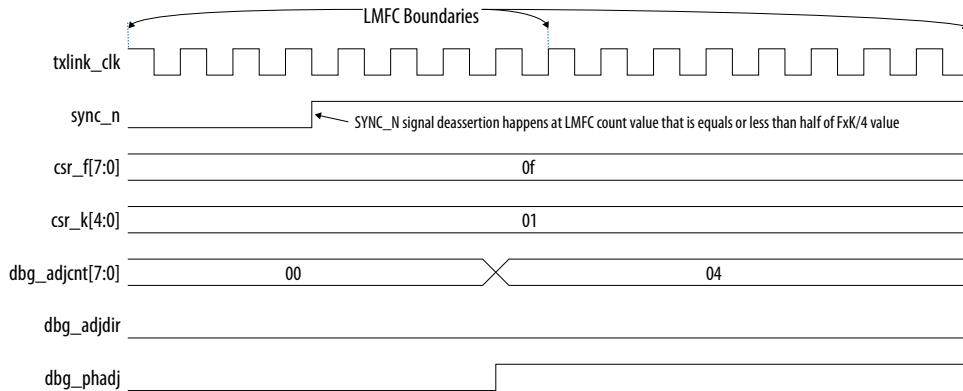 LMFC Boundaries
txlink_clk
sync_n
SYNC_N signal deassertion happens at LMFC count value that is equals or less than half of FxK/4 value
csr_f[7:0]
0f
csr_k[4:0]
01
dbg_adjcnt[7:0]
00
04
dbg_adjdir
dbg_phadj